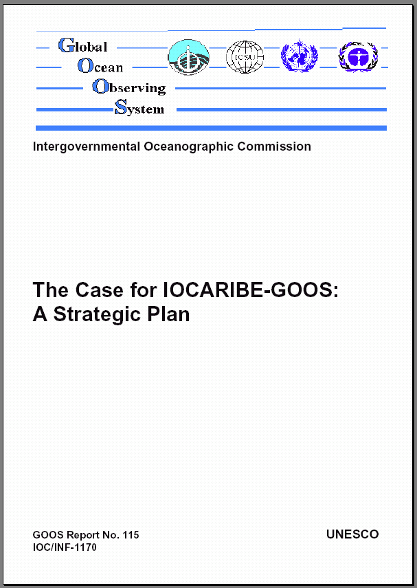 Global
Ocean
Observing
System
ICSU
Intergovernmental Oceanographic Commission
The Case for IOCARIBE-GOOS:
A Strategic Plan
GOOS Report No. 115
IOC/INF-1170
UNESCO